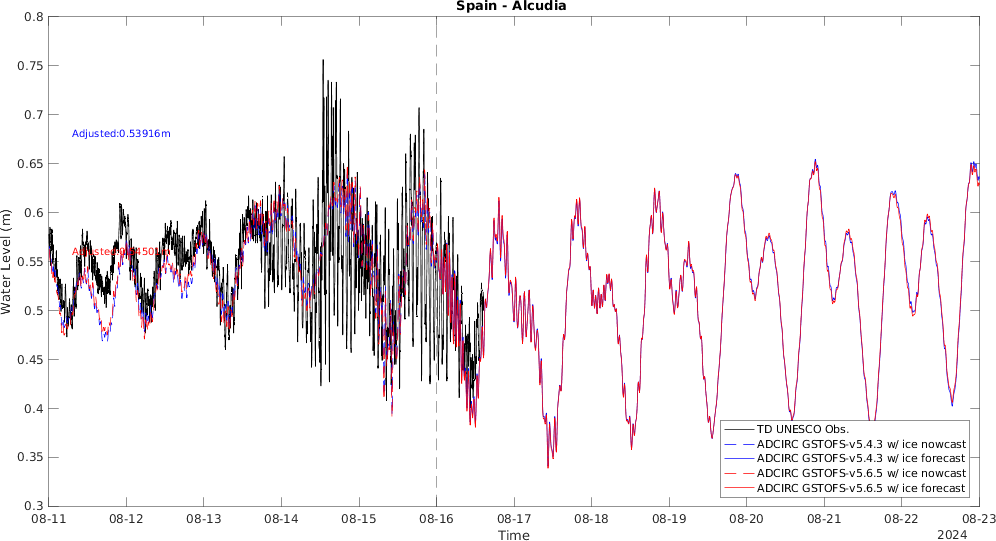 Spain - Alcudia
0.8
0.75
0.7
0.65
0.6
0.55
0.5
0.45
0.4
0.35
0.3
Water Level (m)
Adjusted:0.53916m
TD UNESCO Obs.
ADCIRC GSTOFS-v5.4.3 w/ ice nowcast
ADCIRC GSTOFS-v5.4.3 w/ ice forecast
ADCIRC GSTOFS-v5.6.5 w/ ice nowcast
ADCIRC GSTOFS-v5.6.5 w/ ice forecast
08-11 08-12 08-13 08-14 08-15 08-16 08-17 08-18 08-19 08-20 08-21 08-22 08-23
Time
2024